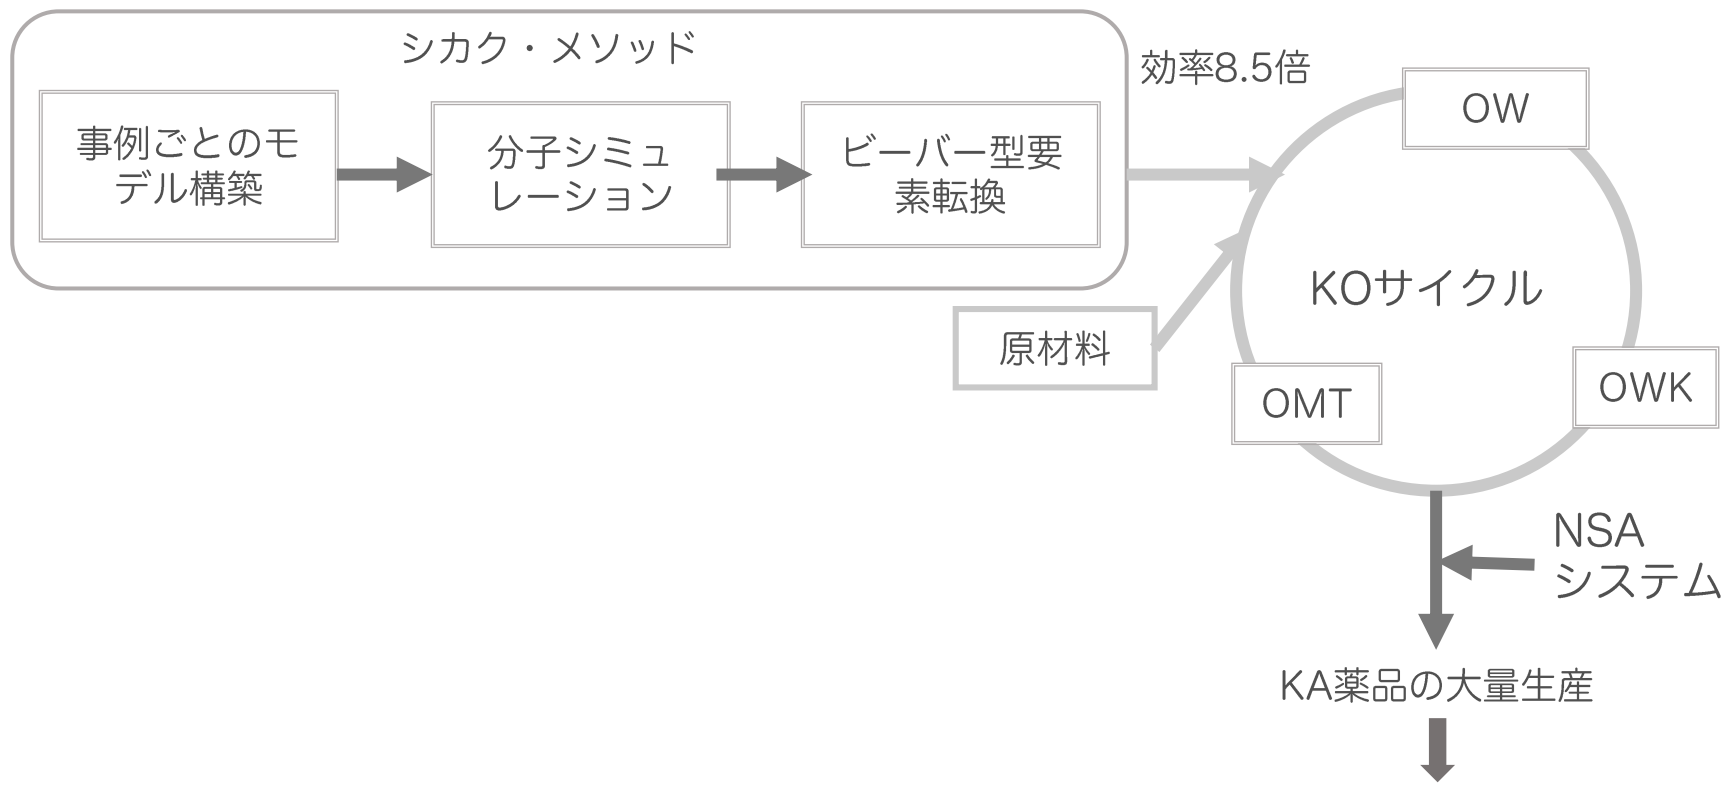 シカク・メソッド
事例ごとのモ
デル構築
分子シミュ
レーション
ビーバー型要
素転換
効率8.5倍
OW
KOサイクル
原材料
OMT
OWK
NSA
システム
KA薬品の大量生産